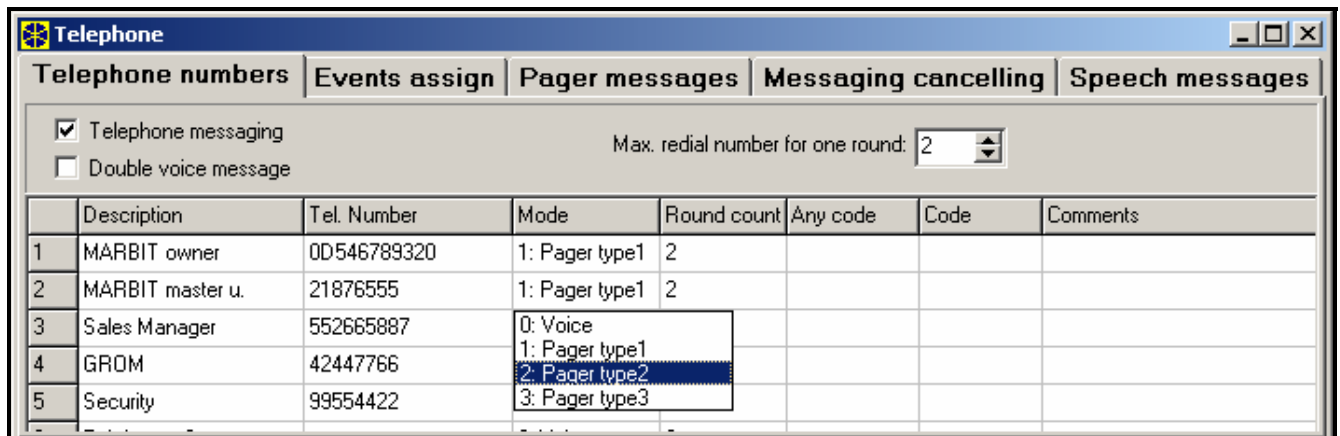 Telephone
Telephone numbers Events assign Pager messages Messaging cancelling Speech messages
Telephone messaging Max. redial number for one round: 2
Double voice message
Description Tel. Number Mode Round count Any code Code Comments
1 MARBIT owner 0D546789320 1: Pager type1 2
2 MARBIT master u. 21876555 1: Pager type1 2
3 Sales Manager 552665887 0: Voice
1: Pager type1
4 GROM 42447766 2: Pager type2
5 Security 99554422 3: Pager type3